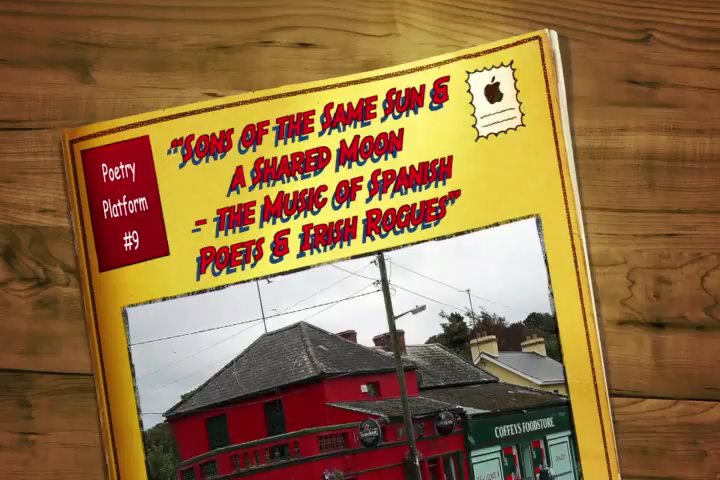 Poetry
Platform
#9
"Sons of the Same Sun &
A Shared Moon
- the Music of Spanish
Poets & Irish Rogues"
COFFEYS FOODSTORE